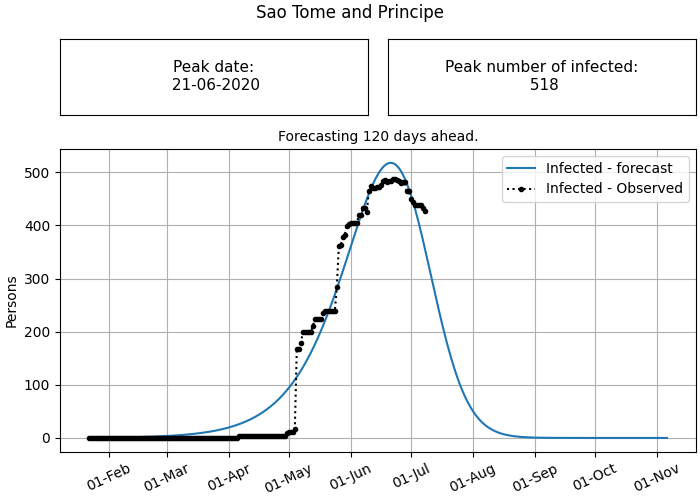 Sao Tome and Principe
Peak date:
21-06-2020
Peak number of infected:
518
Forecasting 120 days ahead.
Infected - forecast
Infected - Observed
Persons
500
400
300
200
100
0
01-Feb
01-Mar
01-Apr
01-May
01-Jun
01-Jul
01-Aug
01-Sep
01-Oct
01-Nov